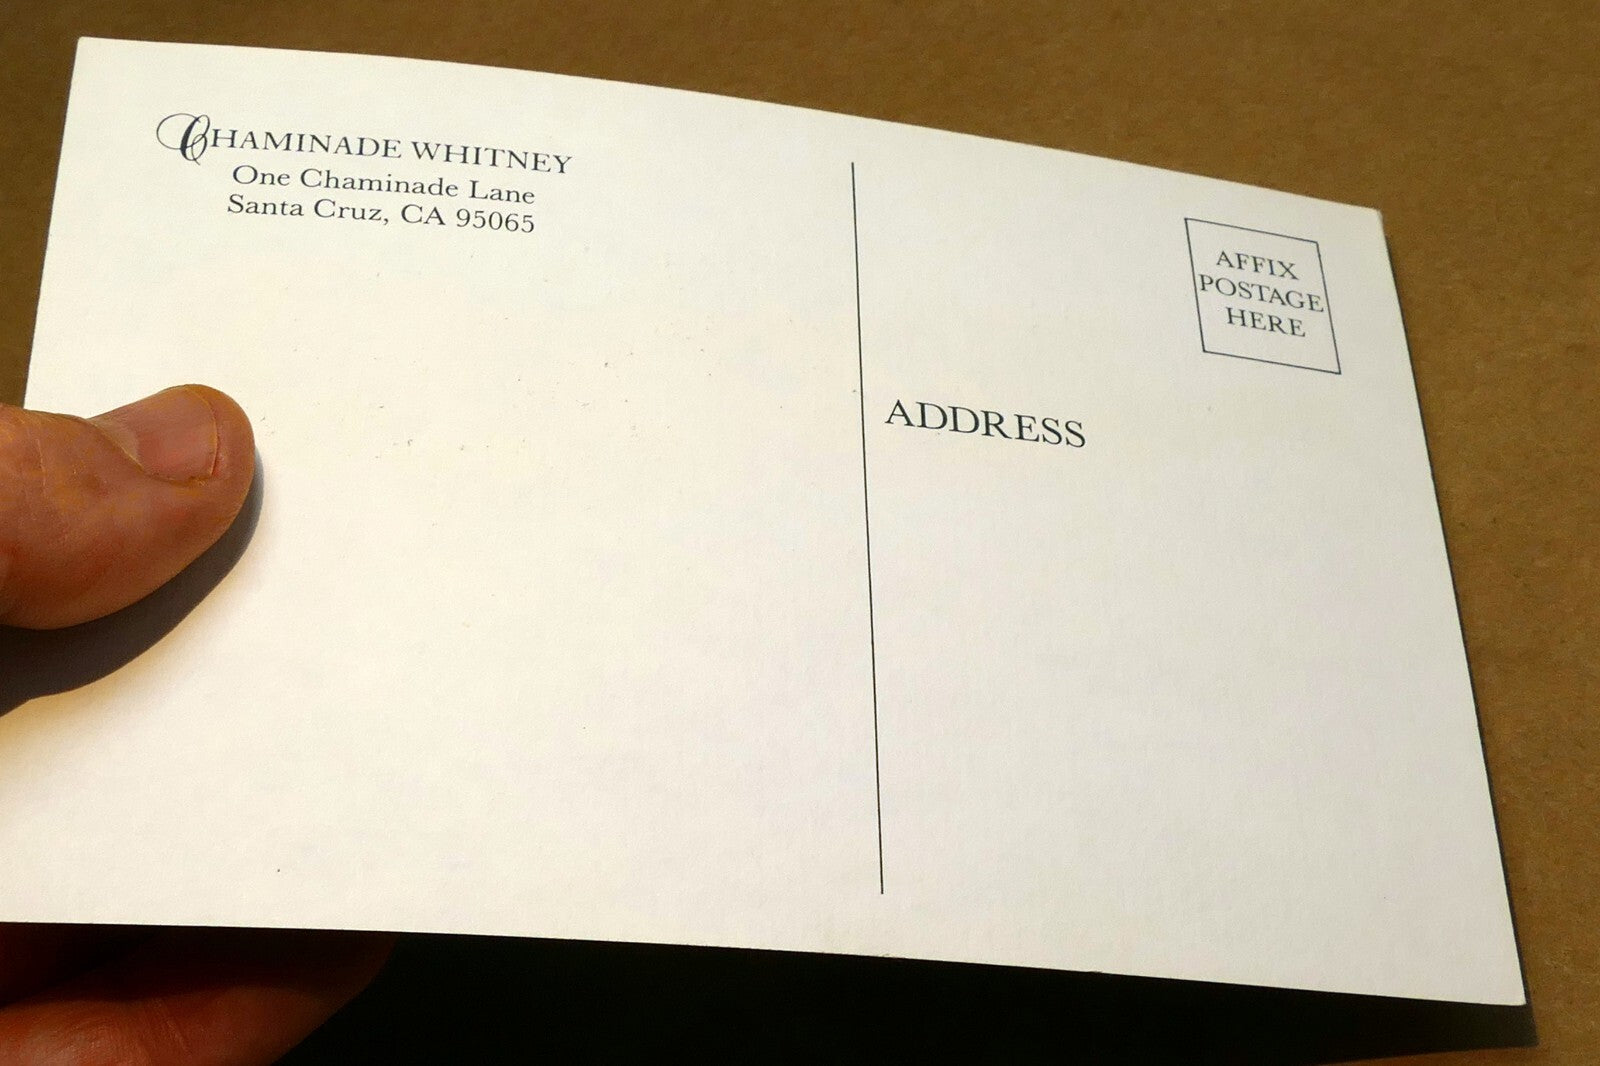 CHAMINADE WHITNEY
One Chaminade Lane
Santa Cruz, CA 95065
AFFIX
POSTAGE
HERE
ADDRESS